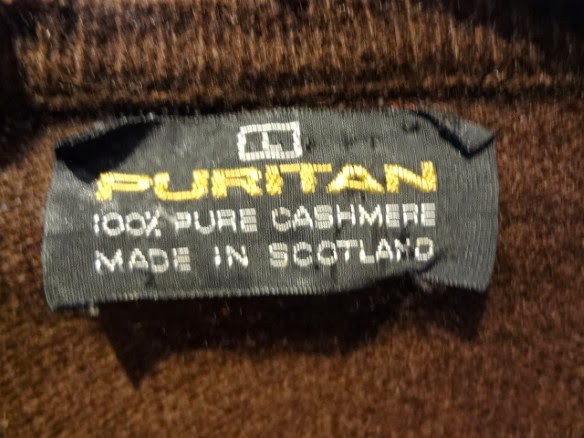 L
PURITAN
100% PURE CASHMERE
MADE IN SCOTLAND